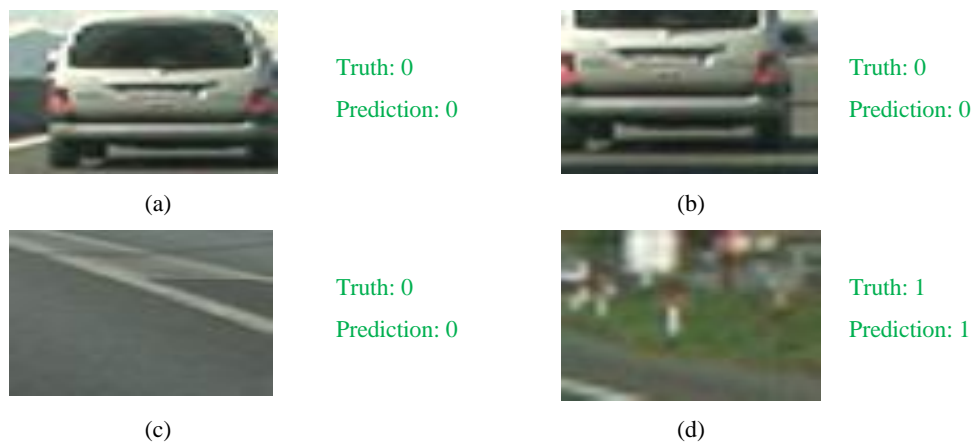 Truth: 0
Prediction: 0
(a)
Truth: 0
Prediction: 0
(b)
Truth: 0
Prediction: 0
(c)
Truth: 1
Prediction: 1
(d)